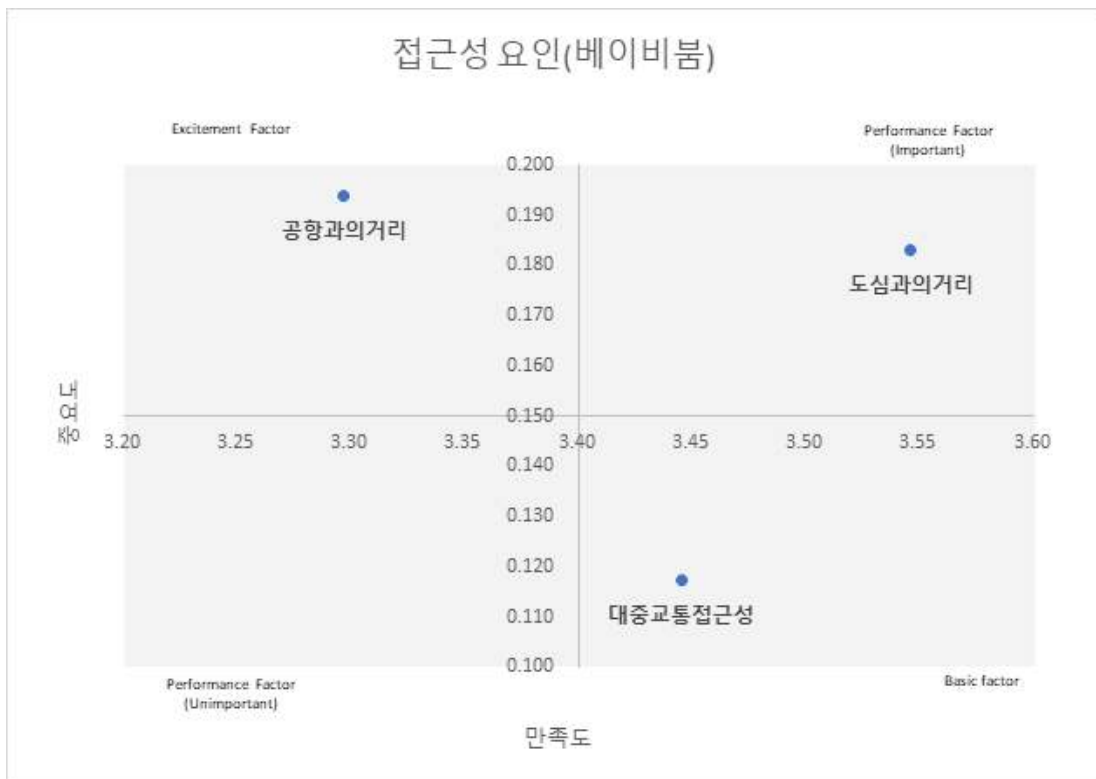 접근성 요인(베이비붐)
Excitement Factor
Performance Factor
(Important)
0.200
0.190
공항과의거리
0.180
도심과의거리
0.170
0.160
내요중
0.150
3.20 3.25 3.30 3.35 3.40 3.45 3.50 3.55 3.60
0.140
0.130
0.120
0.110
대중교통접근성
0.100
Performance Factor
(Unimportant)
Basic factor
만족도